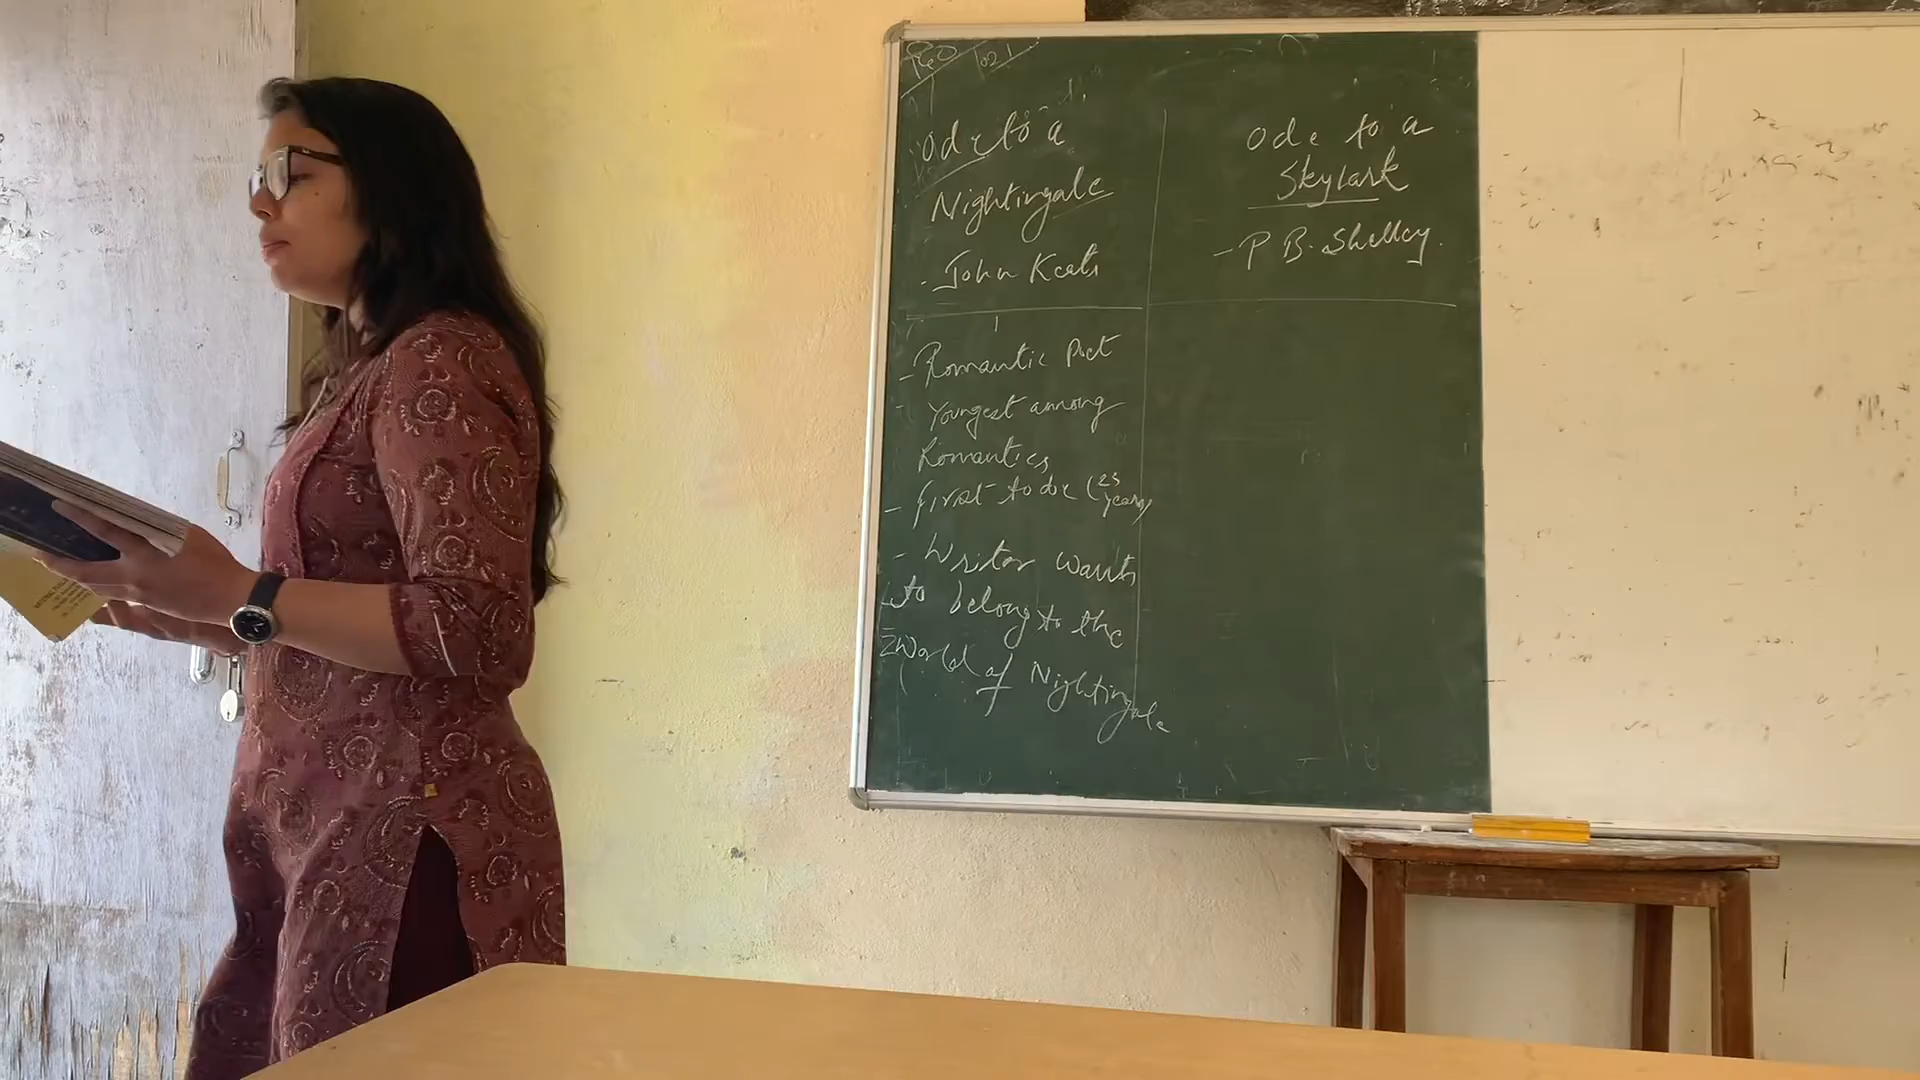 Ode to a
Nightingale
- John Keats
- Romantic Poet
- Youngest among
Romantics
- First to die (25
years)
- Writer wants
to belong to the
world of Nightingale
Ode to a
Skylark
- P B. Shelley.